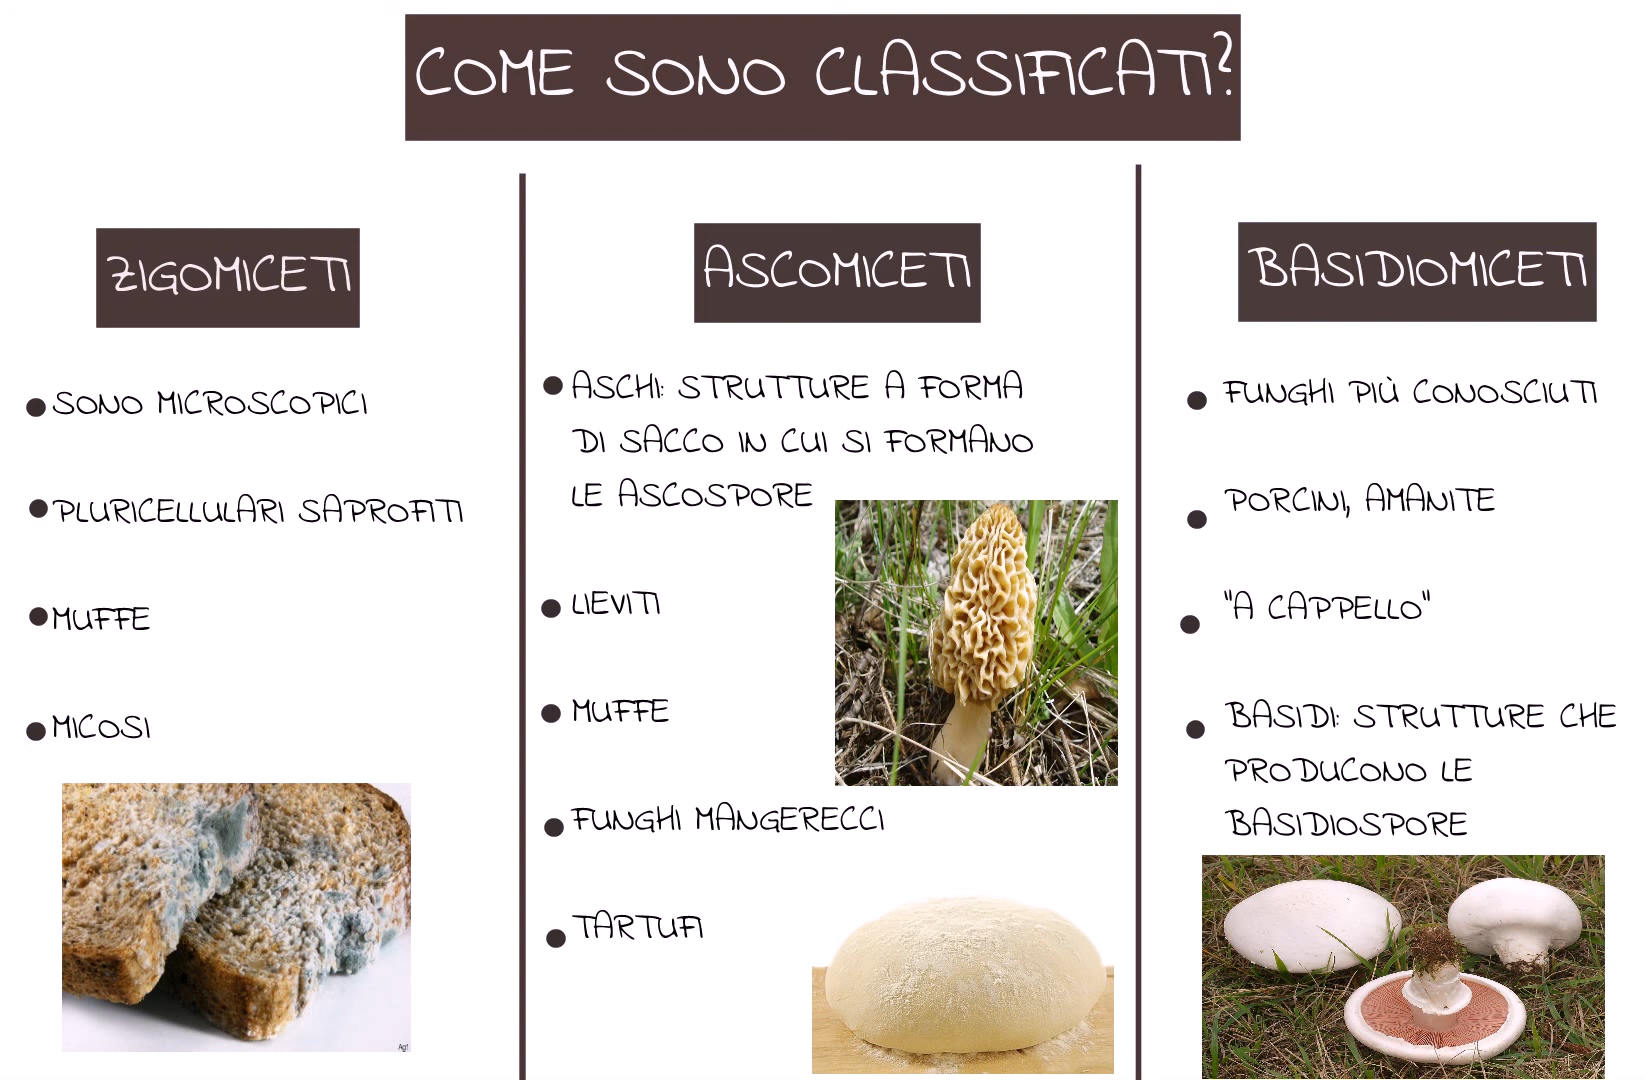 COME SONO CLASSIFICATI?
ZIGOMICETI
SONO MICROSCOPICI
PLURICELLULARI SAPROFITI
MUFFE
MICOSI
Agf
ASCOMICETI
ASCHI: STRUTTURE A FORMA
DI SACCO IN CUI SI FORMANO
LE ASCOSPORE
LIEVITI
MUFFE
FUNGHI MANGERECCI
TARTUFI
BASIDIOMICETI
FUNGHI PIÙ CONOSCIUTI
PORCINI, AMANITE
"A CAPPELLO"
BASIDI: STRUTTURE CHE
PRODUCONO LE
BASIDIOSPORE